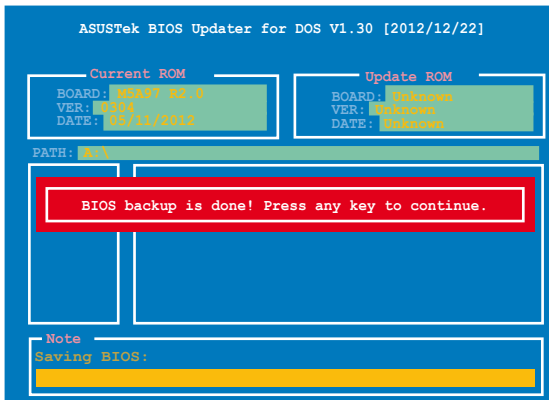 ASUSTek BIOS Updater for DOS V1.30 [2012/12/22]
Current ROM
BOARD: M5A97 R2.0
VER: 0304
DATE: 05/11/2012
Update ROM
BOARD: Unknown
VER: Unknown
DATE: Unknown
PATH: A:\
BIOS backup is done! Press any key to continue.
Note
Saving BIOS: